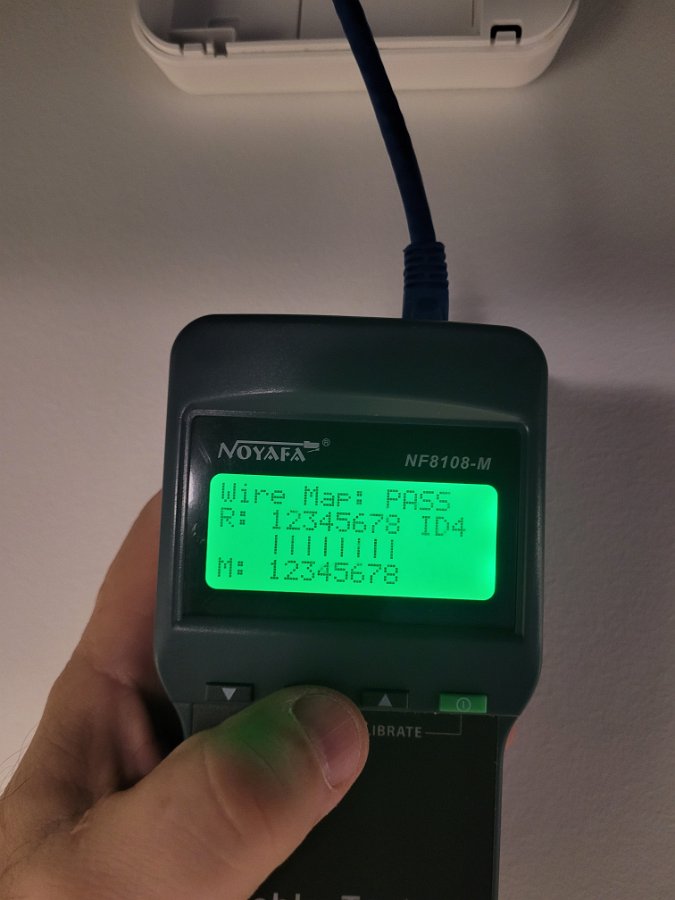 NOYAFA®
NF8108-M
Wire Map: PASS
R: 12345678 ID4
||||||||
M: 12345678